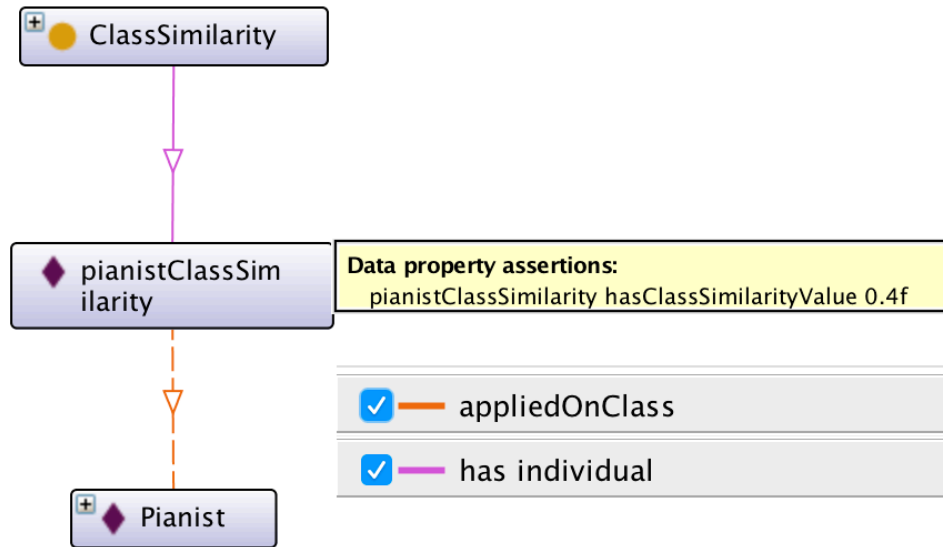 ClassSimilarity
pianistClassSim
ilarity
Data property assertions:
pianistClassSimilarity hasClassSimilarityValue 0.4f
appliedOnClass
has individual
Pianist